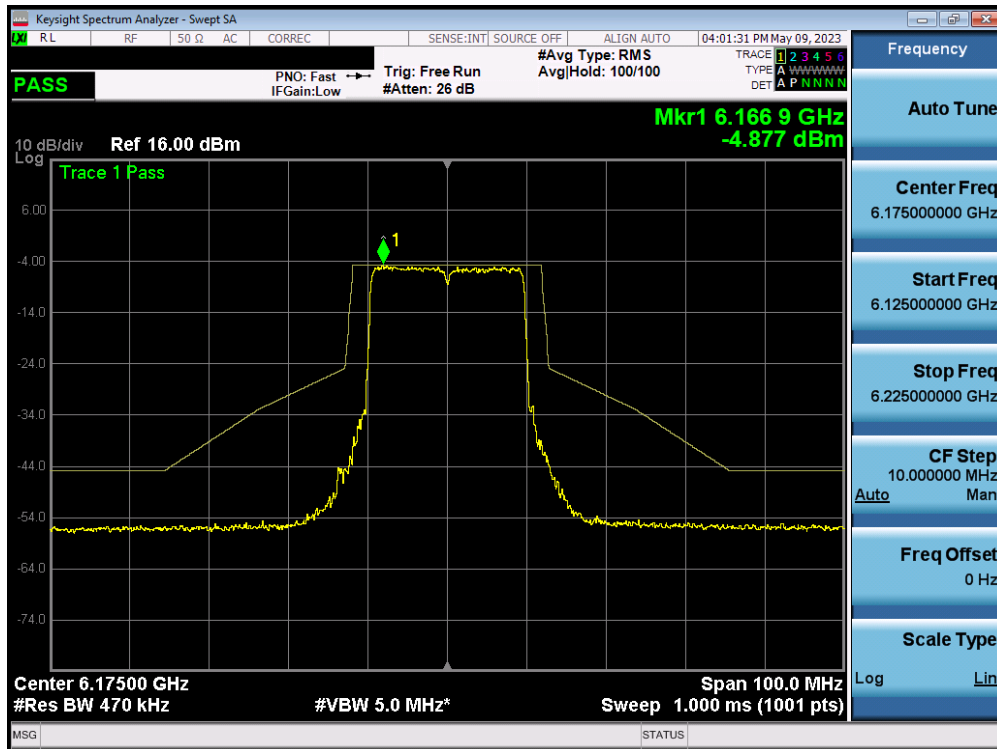 Keysight Spectrum Analyzer - Swept SA
LXI RL RF 50 Ω AC CORREC SENSE:INT SOURCE OFF ALIGN AUTO 04:01:31 PM May 09, 2023
#Avg Type: RMS TRACE 1 2 3 4 5 6
PNO: Fast Trig: Free Run Avg|Hold: 100/100 TYPE A WWWWW
PASS IFGain:Low #Atten: 26 dB DET A P N N N N
Mkr1 6.166 9 GHz
-4.877 dBm
10 dB/div Ref 16.00 dBm
Log
Trace 1 Pass
1
6.00
-4.00
-14.0
-24.0
-34.0
-44.0
-54.0
-64.0
-74.0
Center 6.17500 GHz Span 100.0 MHz
#Res BW 470 kHz #VBW 5.0 MHz* Sweep 1.000 ms (1001 pts)
MSG STATUS
Frequency
Auto Tune
Center Freq
6.175000000 GHz
Start Freq
6.125000000 GHz
Stop Freq
6.225000000 GHz
CF Step
10.000000 MHz
Auto Man
Freq Offset
0 Hz
Scale Type
Log Lin